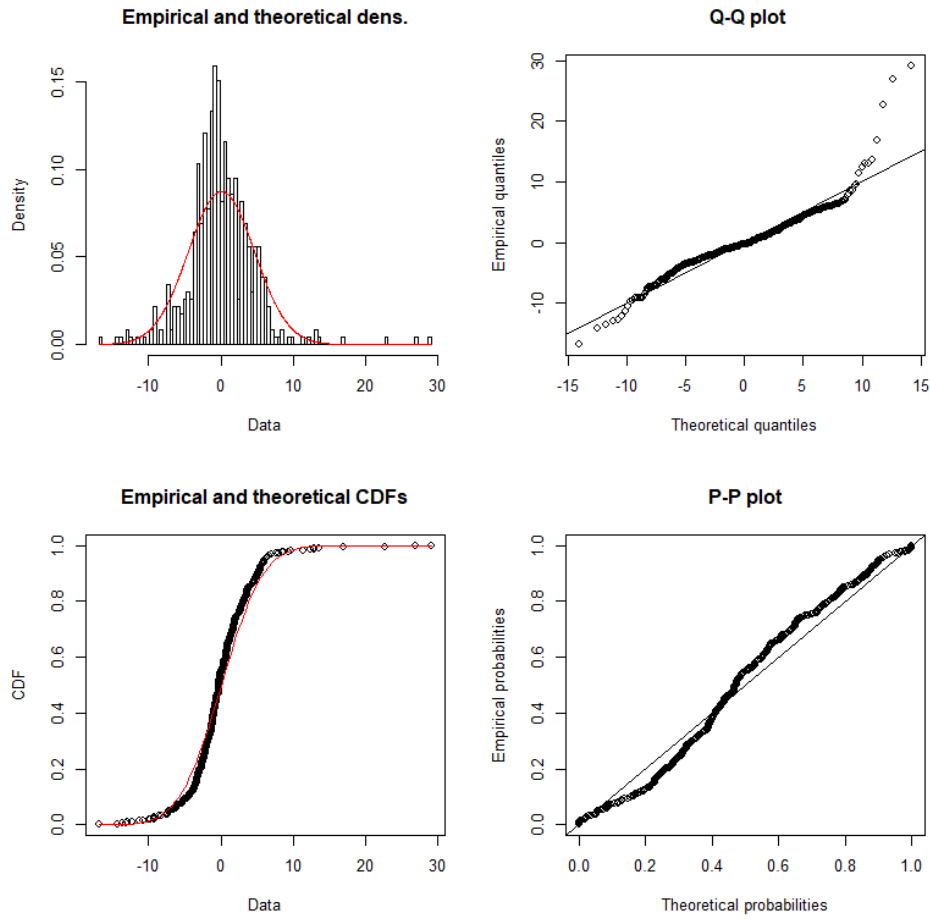 Empirical and theoretical dens.
Density
0.00 0.05 0.10 0.15
-10 0 10 20 30
Data
Q-Q plot
Empirical quantiles
-10 0 10 20 30
-15 -10 -5 0 5 10 15
Theoretical quantiles
Empirical and theoretical CDFs
CDF
0.0 0.2 0.4 0.6 0.8 1.0
-10 0 10 20 30
Data
P-P plot
Empirical probabilities
0.0 0.2 0.4 0.6 0.8 1.0
0.0 0.2 0.4 0.6 0.8 1.0
Theoretical probabilities